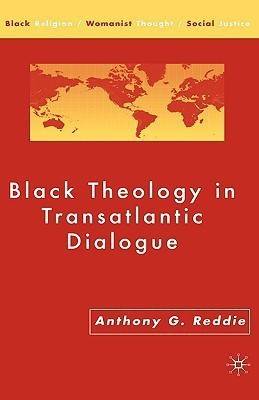 Black Religion / Womanist Thought / Social Justice
Black Theology in
Transatlantic
Dialogue
Anthony G. Reddie